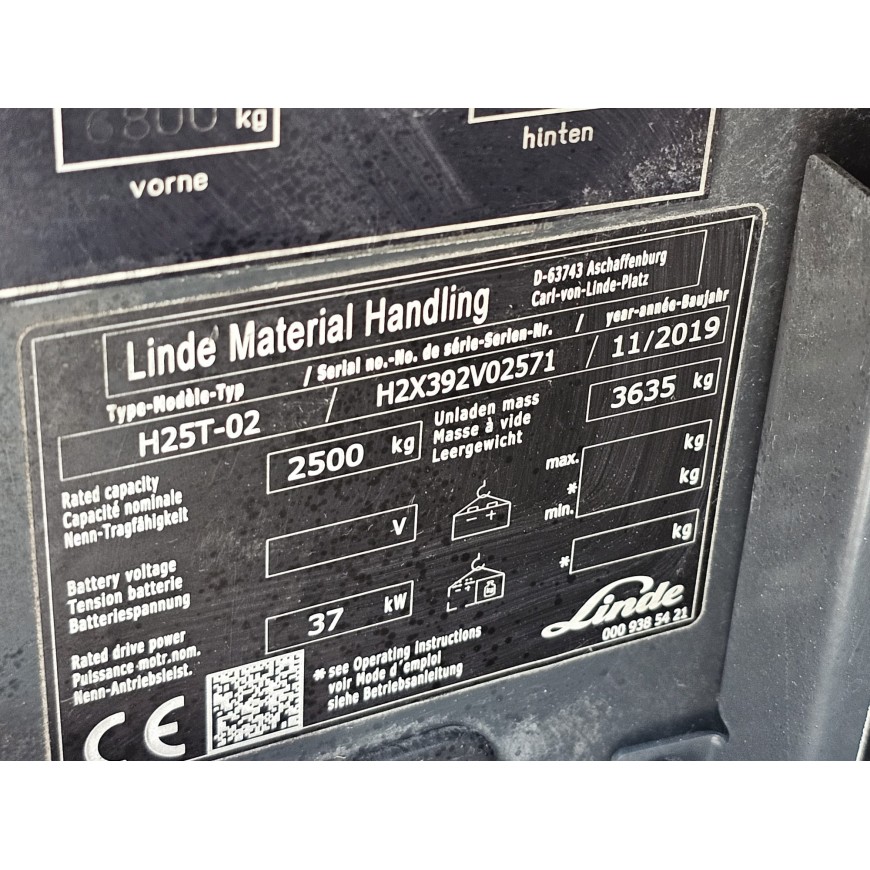 6800 kg
vorne
hinten
Linde Material Handling
D-63743 Aschaffenburg
Carl-von-Linde-Platz
Type-Modèle-Typ / Serial no.-No. de série-Serien-Nr. / year-année-Baujahr
H25T-02 / H2X392V02571 / 11/2019
Rated capacity
Capacité nominale
Nenn-Tragfähigkeit
2500 kg
Unladen mass
Masse à vide
Leergewicht
3635 kg
Battery voltage
Tension batterie
Batteriespannung
V
- +
max. kg
*
min. kg
Rated drive power
Puissance motr.nom.
Nenn-Antriebsleist.
37 kW
* kg
* see Operating Instructions
voir Mode d'emploi
siehe Betriebsanleitung
Linde
000 938 54 21
CE